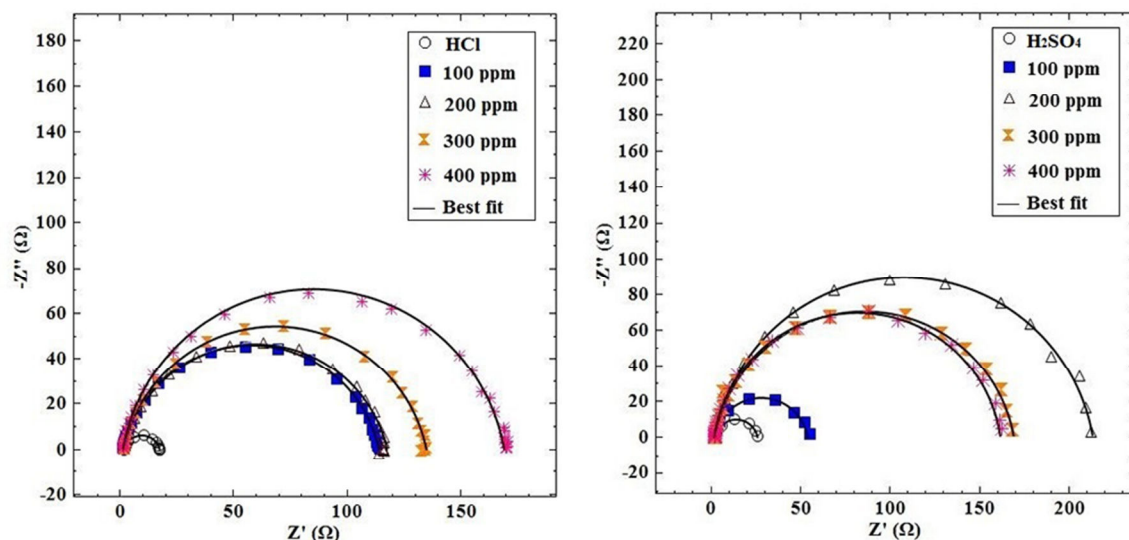 180
160
140
120
100
80
60
40
20
0
-20
-Z'' (Ω)
HCl
100 ppm
200 ppm
300 ppm
400 ppm
Best fit
0 50 100 150
Z' (Ω)
220
200
180
160
140
120
100
80
60
40
20
0
-20
-Z'' (Ω)
H₂SO₄
100 ppm
200 ppm
300 ppm
400 ppm
Best fit
0 50 100 150 200
Z' (Ω)